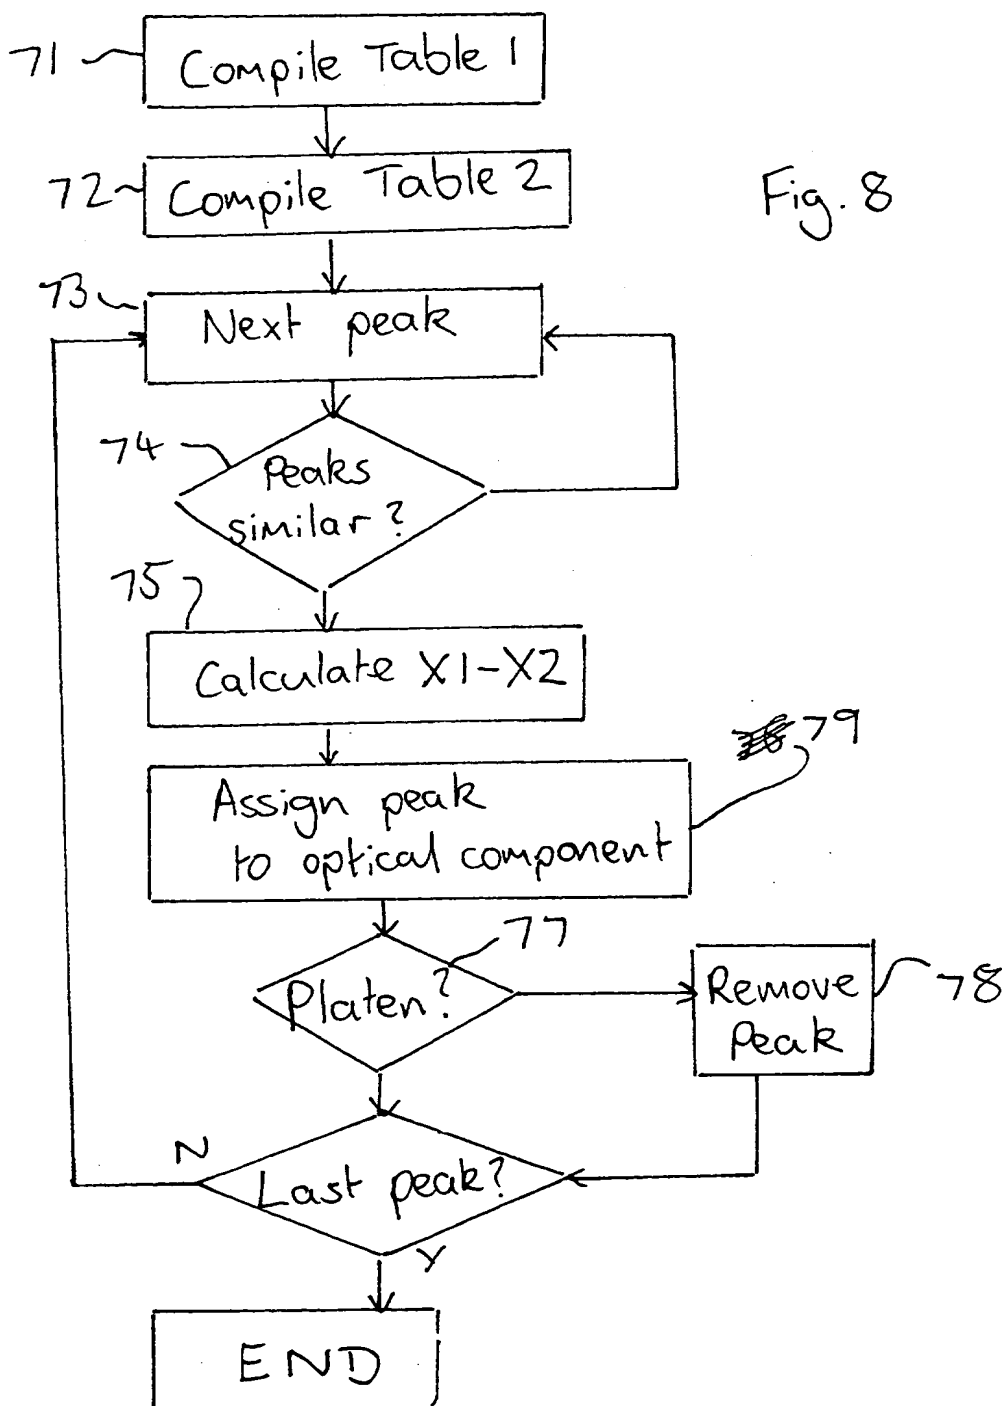 71
Compile Table 1
72
Compile Table 2
Fig. 8
73
Next peak
74
Peaks
similar?
75
Calculate X1-X2
79
Assign peak
to optical component
77
Platen?
Remove
Peak
78
N
Last peak?
Y
END